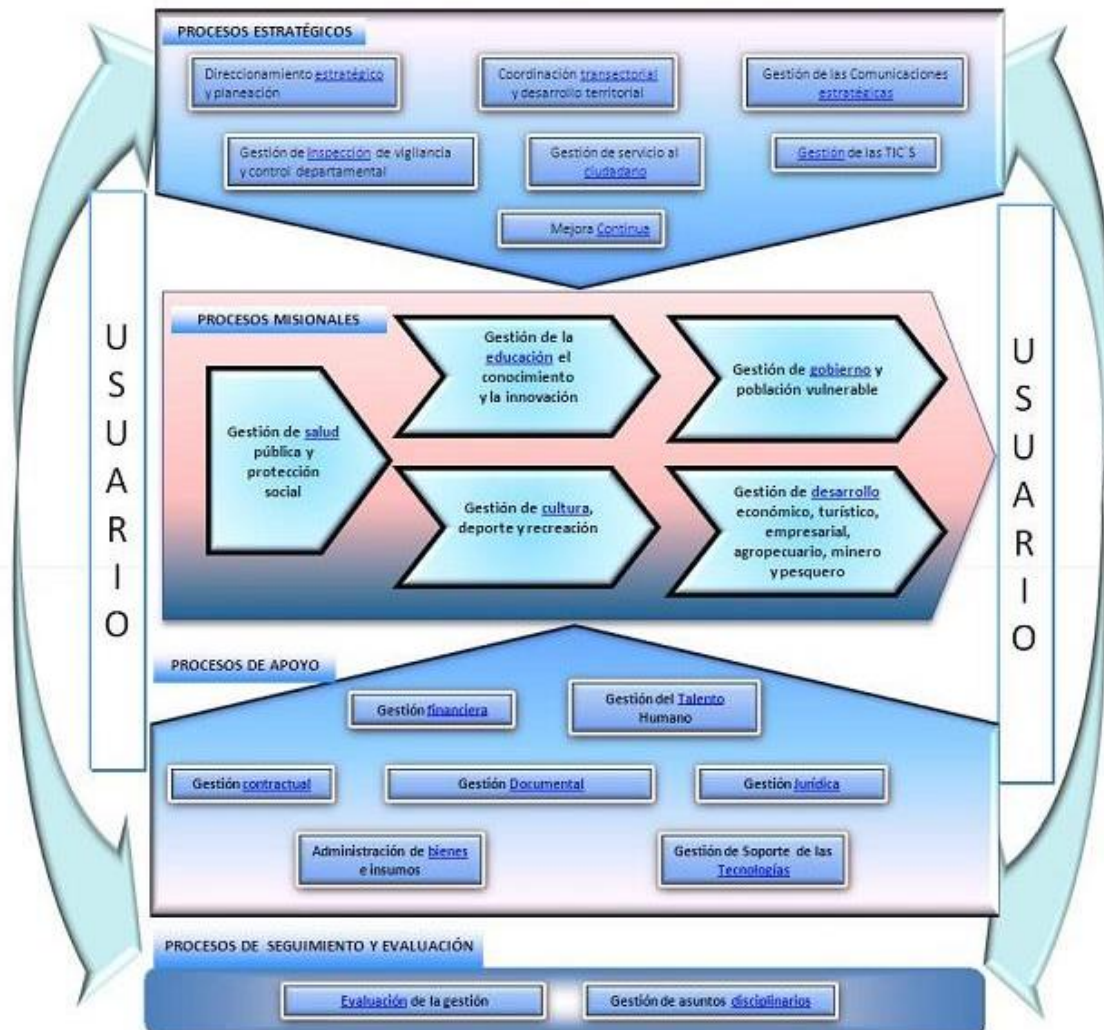 PROCESOS ESTRATÉGICOS
Direccionamiento estratégico
y planeación
Coordinación transectorial
y desarrollo territorial
Gestión de las Comunicaciones
estratégicas
Gestión de Inspección de vigilancia
y control departamental
Gestión de servicio al
ciudadano
Gestión de las TIC`S
Mejora Continua
USUARIO
PROCESOS MISIONALES
Gestión de salud
pública y
protección
social
Gestión de la
educación el
conocimiento
y la innovación
Gestión de gobierno y
población vulnerable
Gestión de cultura,
deporte y recreación
Gestión de desarrollo
económico, turístico,
empresarial,
agropecuario, minero
y pesquero
USUARIO
PROCESOS DE APOYO
Gestión financiera
Gestión del Talento
Humano
Gestión contractual
Gestión Documental
Gestión Jurídica
Administración de bienes
e insumos
Gestión de Soporte de las
Tecnologías
PROCESOS DE SEGUIMIENTO Y EVALUACIÓN
Evaluación de la gestión
Gestión de asuntos disciplinarios